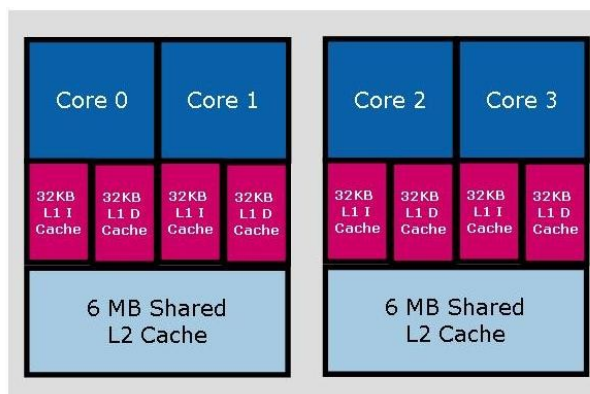 Core 0
Core 1
Core 2
Core 3
32KB
L1 I
Cache
32KB
L1 D
Cache
32KB
L1 I
Cache
32KB
L1 D
Cache
32KB
L1 I
Cache
32KB
L1 D
Cache
32KB
L1 I
Cache
32KB
L1 D
Cache
6 MB Shared
L2 Cache
6 MB Shared
L2 Cache